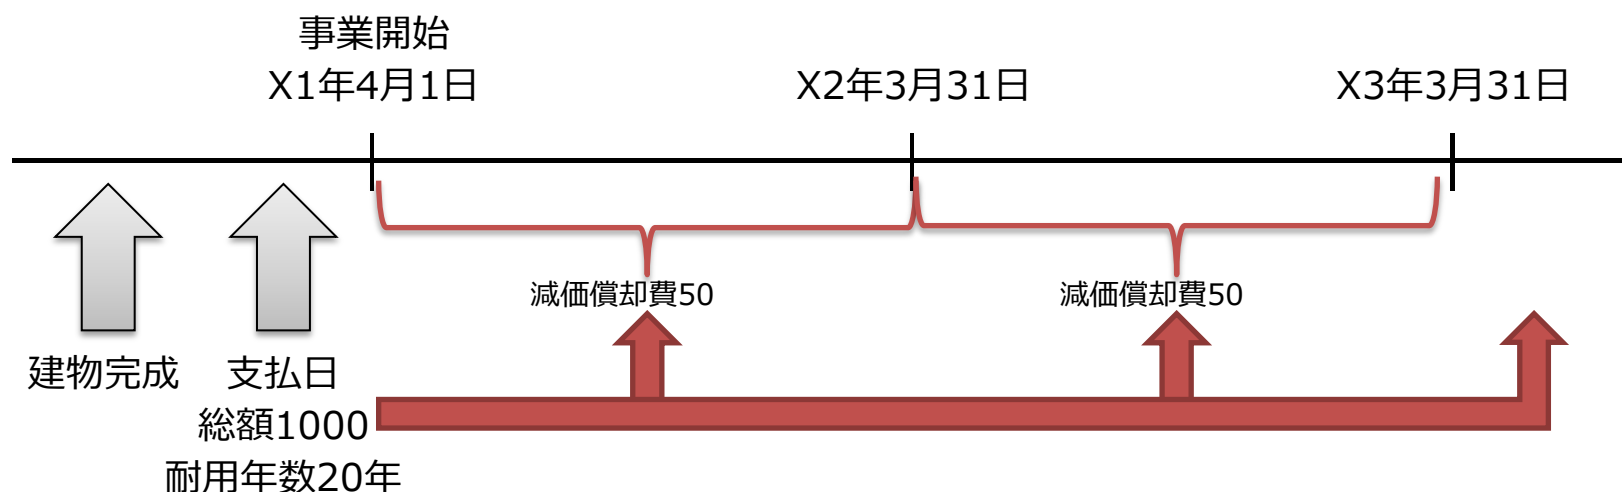 事業開始
X1年4月1日
X2年3月31日
X3年3月31日
減価償却費50
減価償却費50
建物完成
支払日
総額1000
耐用年数20年